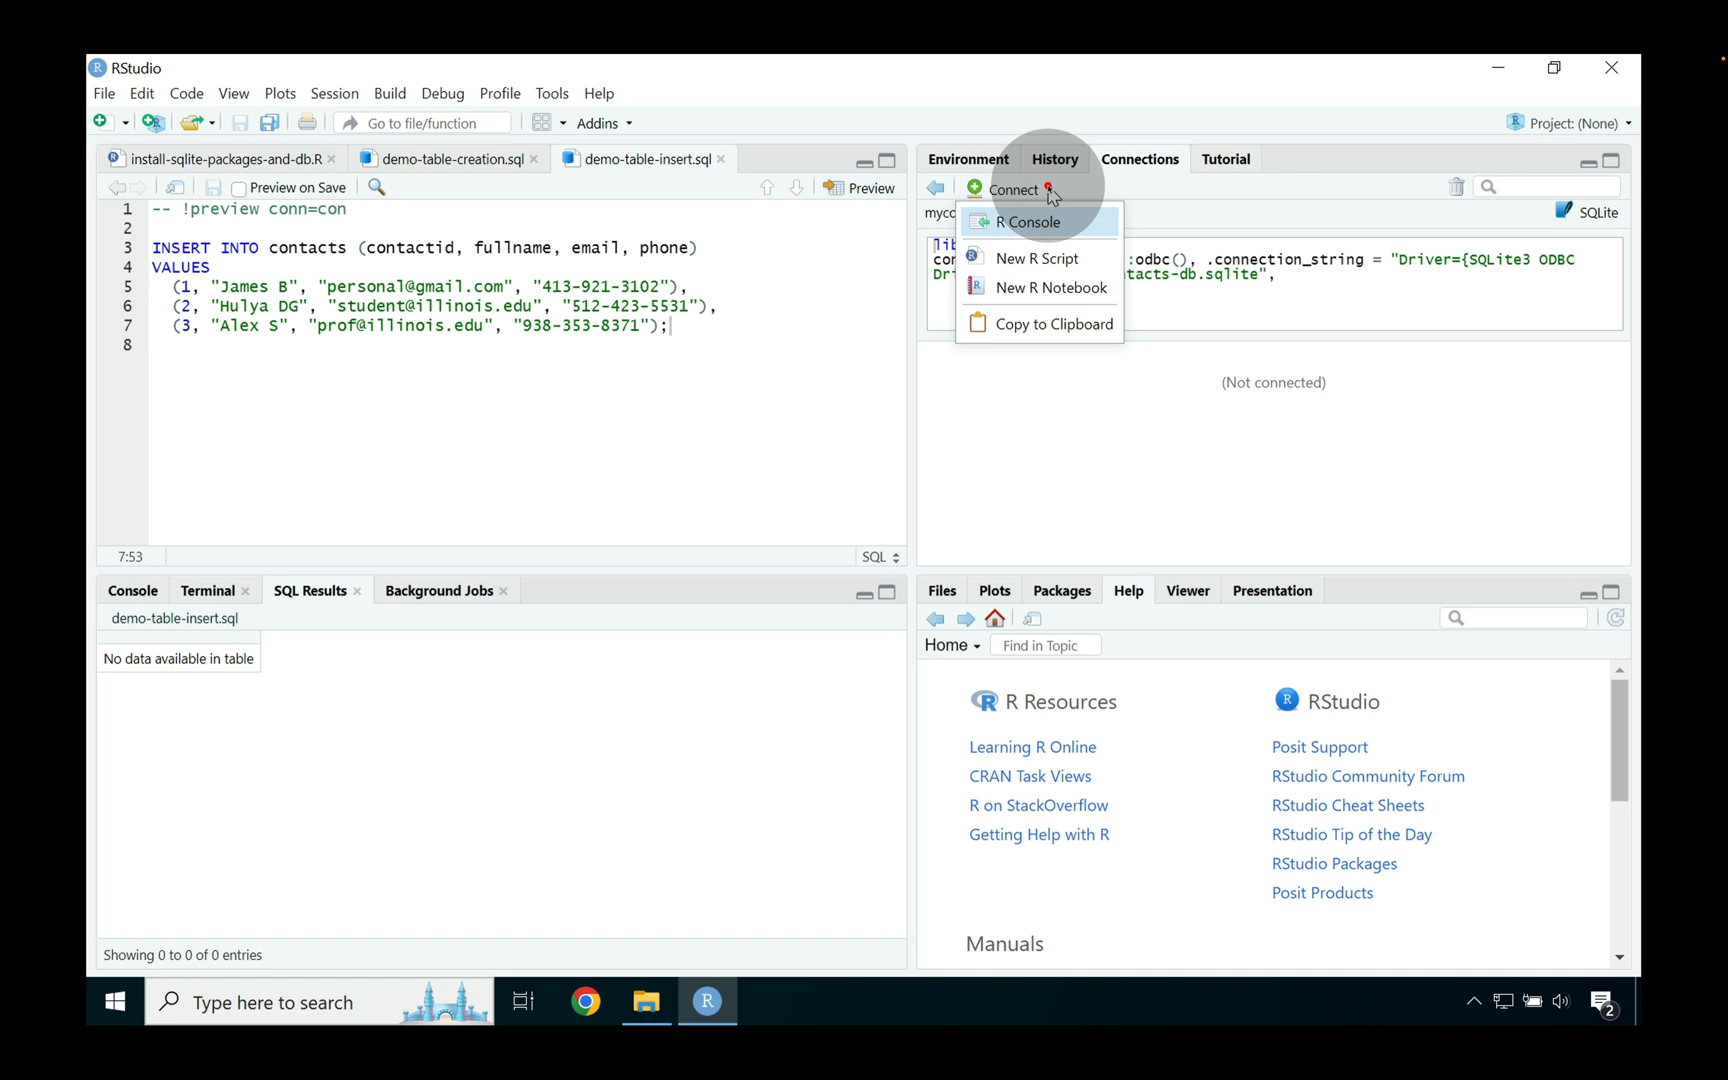 RStudio
File Edit Code View Plots Session Build Debug Profile Tools Help
Go to file/function Addins Project: (None)
install-sqlite-packages-and-db.R demo-table-creation.sql demo-table-insert.sql
Preview on Save Preview
1 -- !preview conn=con
2
3 INSERT INTO contacts (contactid, fullname, email, phone)
4 VALUES
5 (1, "James B", "personal@gmail.com", "413-921-3102"),
6 (2, "Hulya DG", "student@illinois.edu", "512-423-5531"),
7 (3, "Alex S", "prof@illinois.edu", "938-353-8371");
8
7:53 SQL
Environment History Connections Tutorial
Connect
SQLite
R Console
New R Script
New R Notebook
Copy to Clipboard
:odbc(), .connection_string = "Driver={SQLite3 ODBC
tacts-db.sqlite",
(Not connected)
Console Terminal SQL Results Background Jobs
demo-table-insert.sql
No data available in table
Showing 0 to 0 of 0 entries
Files Plots Packages Help Viewer Presentation
Home Find in Topic
R Resources
Learning R Online
CRAN Task Views
R on StackOverflow
Getting Help with R
RStudio
Posit Support
RStudio Community Forum
RStudio Cheat Sheets
RStudio Tip of the Day
RStudio Packages
Posit Products
Manuals
Type here to search
2